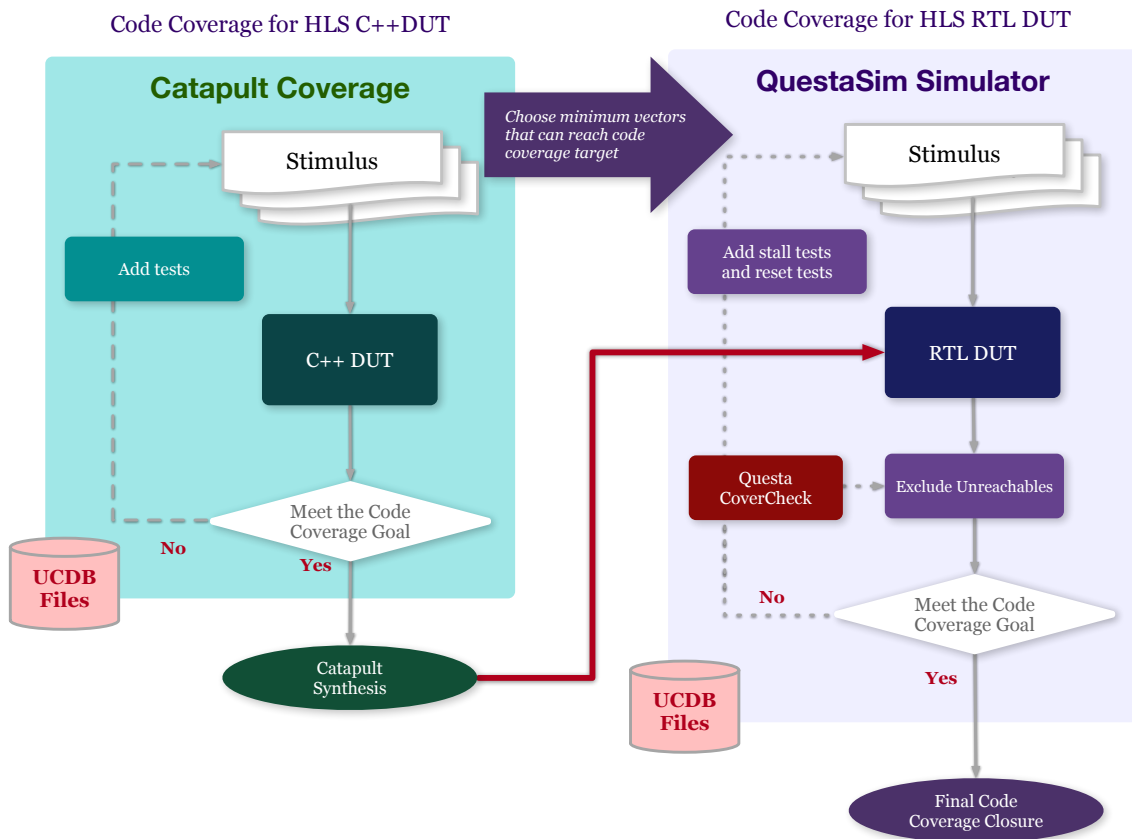 Code Coverage for HLS C++DUT
Catapult Coverage
Stimulus
Add tests
C++ DUT
Meet the Code
Coverage Goal
No
Yes
UCDB
Files
Catapult
Synthesis
Choose minimum vectors
that can reach code
coverage target
Code Coverage for HLS RTL DUT
QuestaSim Simulator
Stimulus
Add stall tests
and reset tests
RTL DUT
Questa
CoverCheck
Exclude Unreachables
No
Meet the Code
Coverage Goal
Yes
UCDB
Files
Final Code
Coverage Closure